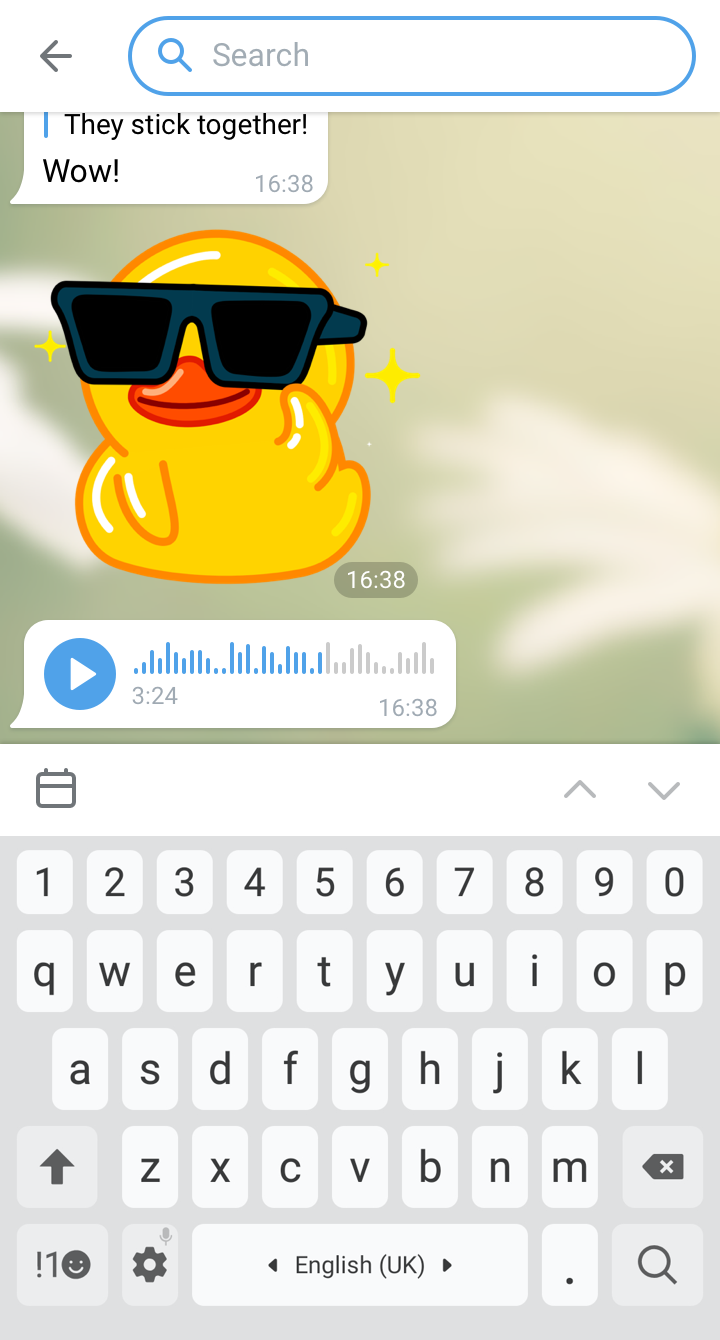 Search
They stick together!
Wow!
16:38
16:38
3:24
16:38
1 2 3 4 5 6 7 8 9 0
q w e r t y u i o p
a s d f g h j k l
z x c v b n m
!1
English (UK)
.